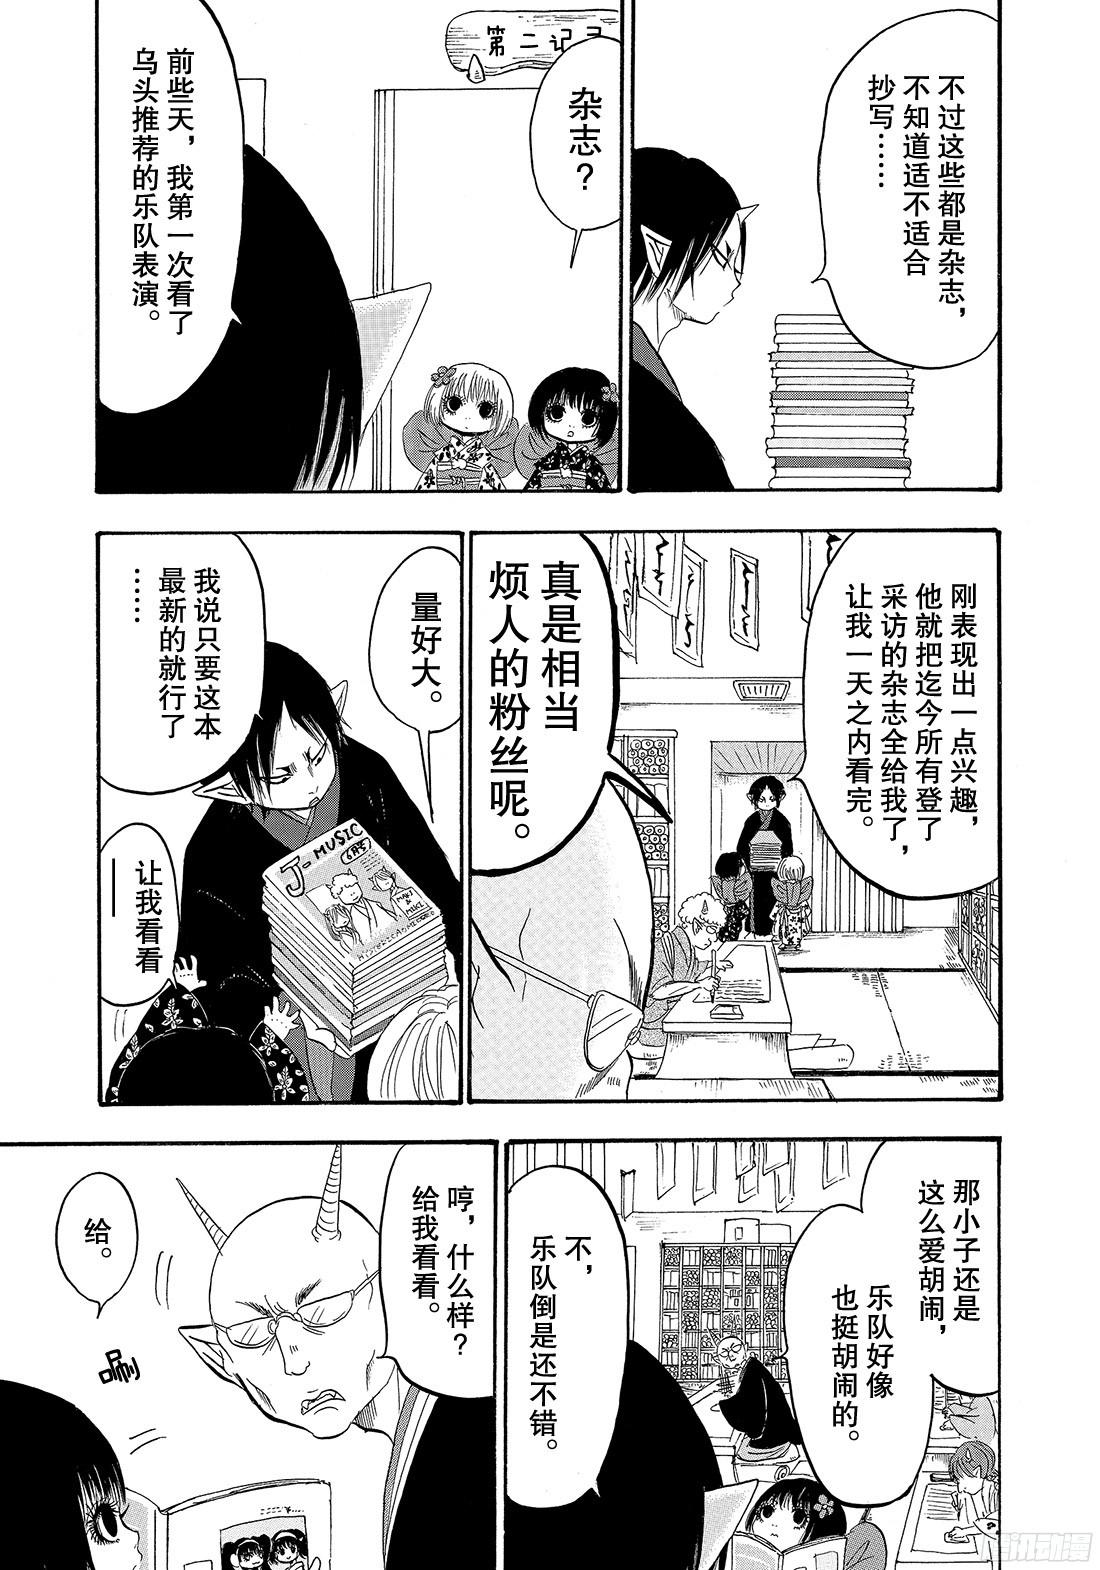 不过这些都是杂志，
不知道适不适合
抄写……
第二记
杂志？
前些天，我第一次看了
乌头推荐的乐队表演。
刚表现出一点兴趣，
他就把迄今所有登了
采访的杂志全给我了，
让我一天之内看完。
真是相当
烦人的粉丝呢。
量好大。
我说只要这本
最新的就行了
……
J-MUSIC
6月号
MAKI
&
MIKI
让我看看
——
那小子还是
这么爱胡闹，
乐队好像
也挺胡闹的。
不，
乐队倒是还不错。
哼，什么样？
给我看看。
给。
唰